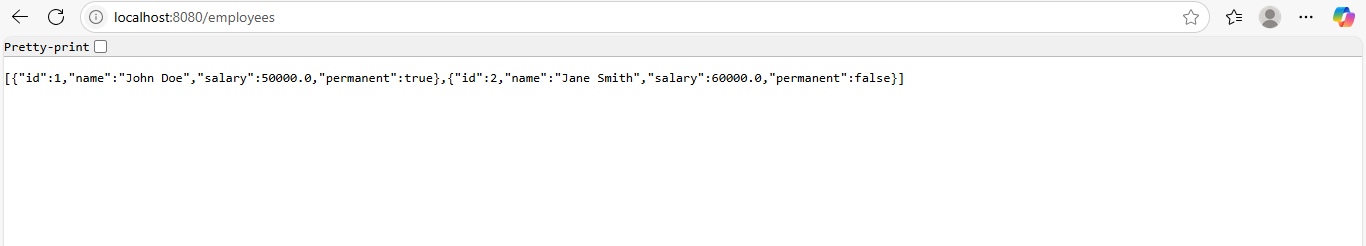 localhost:8080/employees
Pretty-print
[{"id":1,"name":"John Doe","salary":50000.0,"permanent":true},{"id":2,"name":"Jane Smith","salary":60000.0,"permanent":false}]